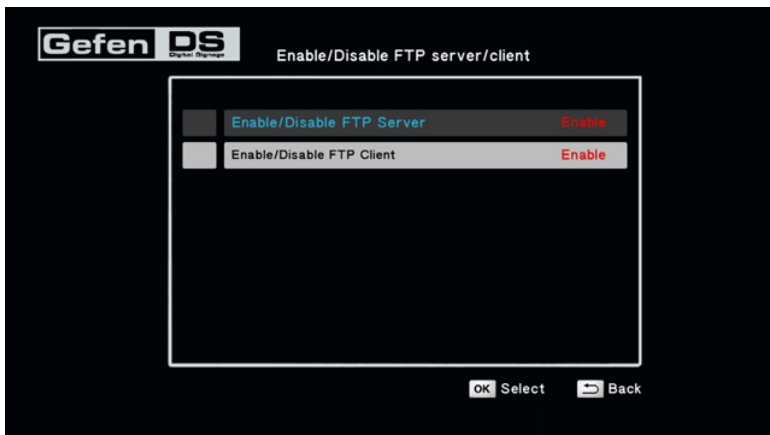 Gefen DS
Digital Signage
Enable/Disable FTP server/client
Enable/Disable FTP Server Enable
Enable/Disable FTP Client Enable
OK Select Back